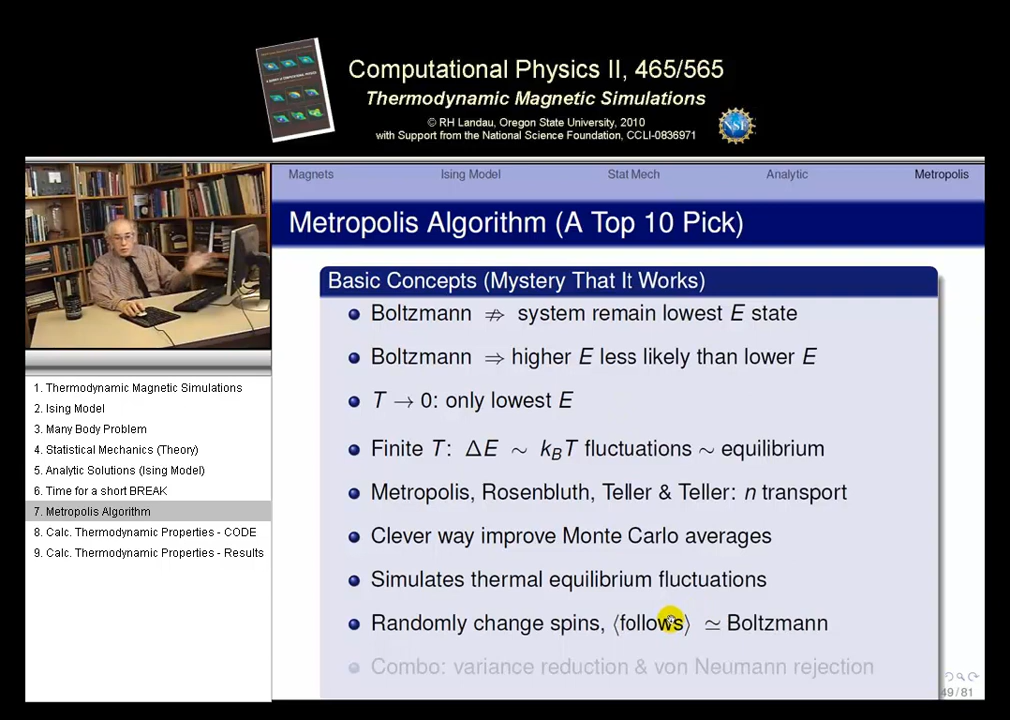 Computational Physics II, 465/565
Thermodynamic Magnetic Simulations
© RH Landau, Oregon State University, 2010
with Support from the National Science Foundation, CCLI-0836971
NSF
Magnets Ising Model Stat Mech Analytic Metropolis
Metropolis Algorithm (A Top 10 Pick)
Basic Concepts (Mystery That It Works)
Boltzmann ⇏ system remain lowest E state
Boltzmann ⇒ higher E less likely than lower E
T → 0: only lowest E
Finite T: ΔE ∼ k_BT fluctuations ∼ equilibrium
Metropolis, Rosenbluth, Teller & Teller: n transport
Clever way improve Monte Carlo averages
Simulates thermal equilibrium fluctuations
Randomly change spins, ⟨follows⟩ ≃ Boltzmann
Combo: variance reduction & von Neumann rejection
49 / 81
1. Thermodynamic Magnetic Simulations
2. Ising Model
3. Many Body Problem
4. Statistical Mechanics (Theory)
5. Analytic Solutions (Ising Model)
6. Time for a short BREAK
7. Metropolis Algorithm
8. Calc. Thermodynamic Properties - CODE
9. Calc. Thermodynamic Properties - Results